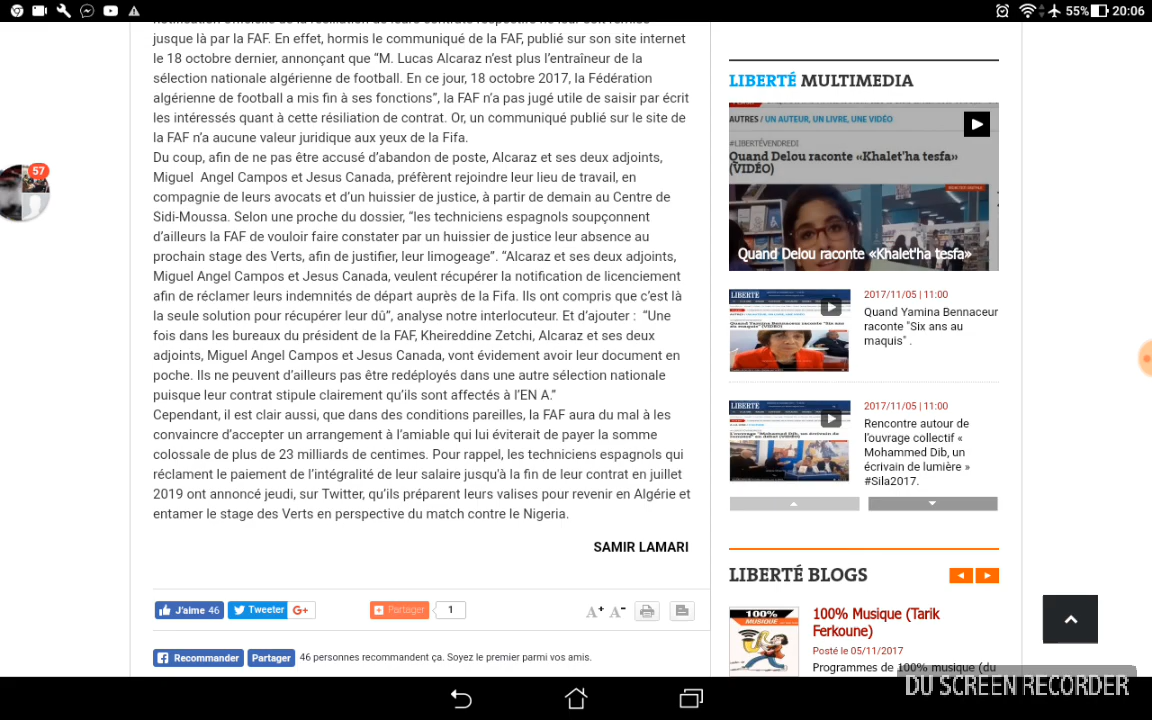 55% 20:06
jusque là par la FAF. En effet, hormis le communiqué de la FAF, publié sur son site internet
le 18 octobre dernier, annonçant que “M. Lucas Alcaraz n’est plus l’entraîneur de la
sélection nationale algérienne de football. En ce jour, 18 octobre 2017, la Fédération
algérienne de football a mis fin à ses fonctions”, la FAF n’a pas jugé utile de saisir par écrit
les intéressés quant à cette résiliation de contrat. Or, un communiqué publié sur le site de
la FAF n’a aucune valeur juridique aux yeux de la Fifa.
Du coup, afin de ne pas être accusé d’abandon de poste, Alcaraz et ses deux adjoints,
Miguel Angel Campos et Jesus Canada, préfèrent rejoindre leur lieu de travail, en
compagnie de leurs avocats et d’un huissier de justice, à partir de demain au Centre de
Sidi-Moussa. Selon une proche du dossier, “les techniciens espagnols soupçonnent
d’ailleurs la FAF de vouloir faire constater par un huissier de justice leur absence au
prochain stage des Verts, afin de justifier, leur limogeage”. “Alcaraz et ses deux adjoints,
Miguel Angel Campos et Jesus Canada, veulent récupérer la notification de licenciement
afin de réclamer leurs indemnités de départ auprès de la Fifa. Ils ont compris que c’est là
la seule solution pour récupérer leur dû”, analyse notre interlocuteur. Et d’ajouter : “Une
fois dans les bureaux du président de la FAF, Kheireddine Zetchi, Alcaraz et ses deux
adjoints, Miguel Angel Campos et Jesus Canada, vont évidement avoir leur document en
poche. Ils ne peuvent d’ailleurs pas être redéployés dans une autre sélection nationale
puisque leur contrat stipule clairement qu’ils sont affectés à l’EN A.”
Cependant, il est clair aussi, que dans des conditions pareilles, la FAF aura du mal à les
convaincre d’accepter un arrangement à l’amiable qui lui éviterait de payer la somme
colossale de plus de 23 milliards de centimes. Pour rappel, les techniciens espagnols qui
réclament le paiement de l’intégralité de leur salaire jusqu'à la fin de leur contrat en juillet
2019 ont annoncé jeudi, sur Twitter, qu’ils préparent leurs valises pour revenir en Algérie et
entamer le stage des Verts en perspective du match contre le Nigeria.
SAMIR LAMARI
J’aime 46 Tweeter G+ Partager 1 A+ A-
Recommander Partager 46 personnes recommandent ça. Soyez le premier parmi vos amis.
57
LIBERTÉ MULTIMEDIA
AUTRES / UN AUTEUR, UN LIVRE, UNE VIDÉO
#LIBERTÉVENDREDI
Quand Delou raconte «Khalet'ha tesfa»
(VIDÉO)
Quand Delou raconte «Khalet'ha tesfa»
LIBERTÉ
2017/11/05 | 11:00
Quand Yamina Bennaceur
raconte "Six ans au
maquis" .
LIBERTÉ
2017/11/05 | 11:00
Rencontre autour de
l’ouvrage collectif «
Mohammed Dib, un
écrivain de lumière »
#Sila2017.
LIBERTÉ BLOGS
100%
MUSIQUE
100% Musique (Tarik
Ferkoune)
Posté le 05/11/2017
Programmes de 100% musique (du
DU SCREEN RECORDER